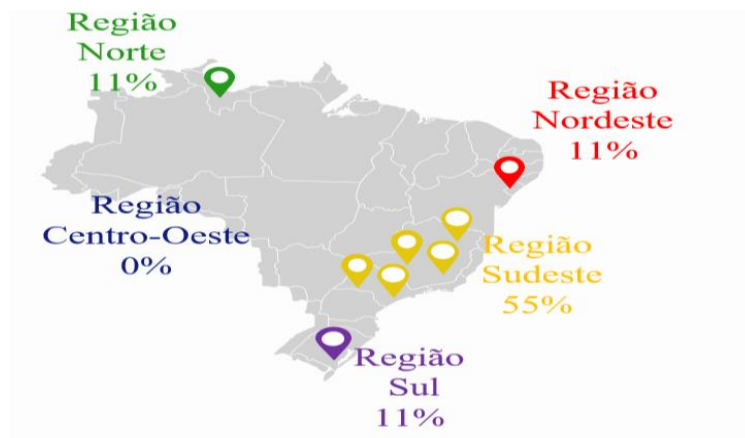 Região
Norte
11%
Região
Nordeste
11%
Região
Centro-Oeste
0%
Região
Sudeste
55%
Região
Sul
11%